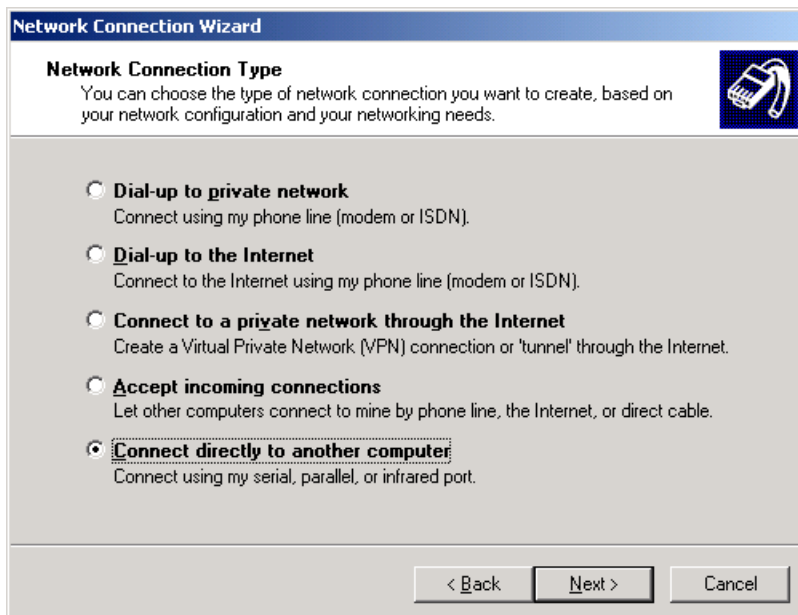 Network Connection Wizard
Network Connection Type
You can choose the type of network connection you want to create, based on
your network configuration and your networking needs.
Dial-up to private network
Connect using my phone line (modem or ISDN).
Dial-up to the Internet
Connect to the Internet using my phone line (modem or ISDN).
Connect to a private network through the Internet
Create a Virtual Private Network (VPN) connection or 'tunnel' through the Internet.
Accept incoming connections
Let other computers connect to mine by phone line, the Internet, or direct cable.
Connect directly to another computer
Connect using my serial, parallel, or infrared port.
< Back Next > Cancel